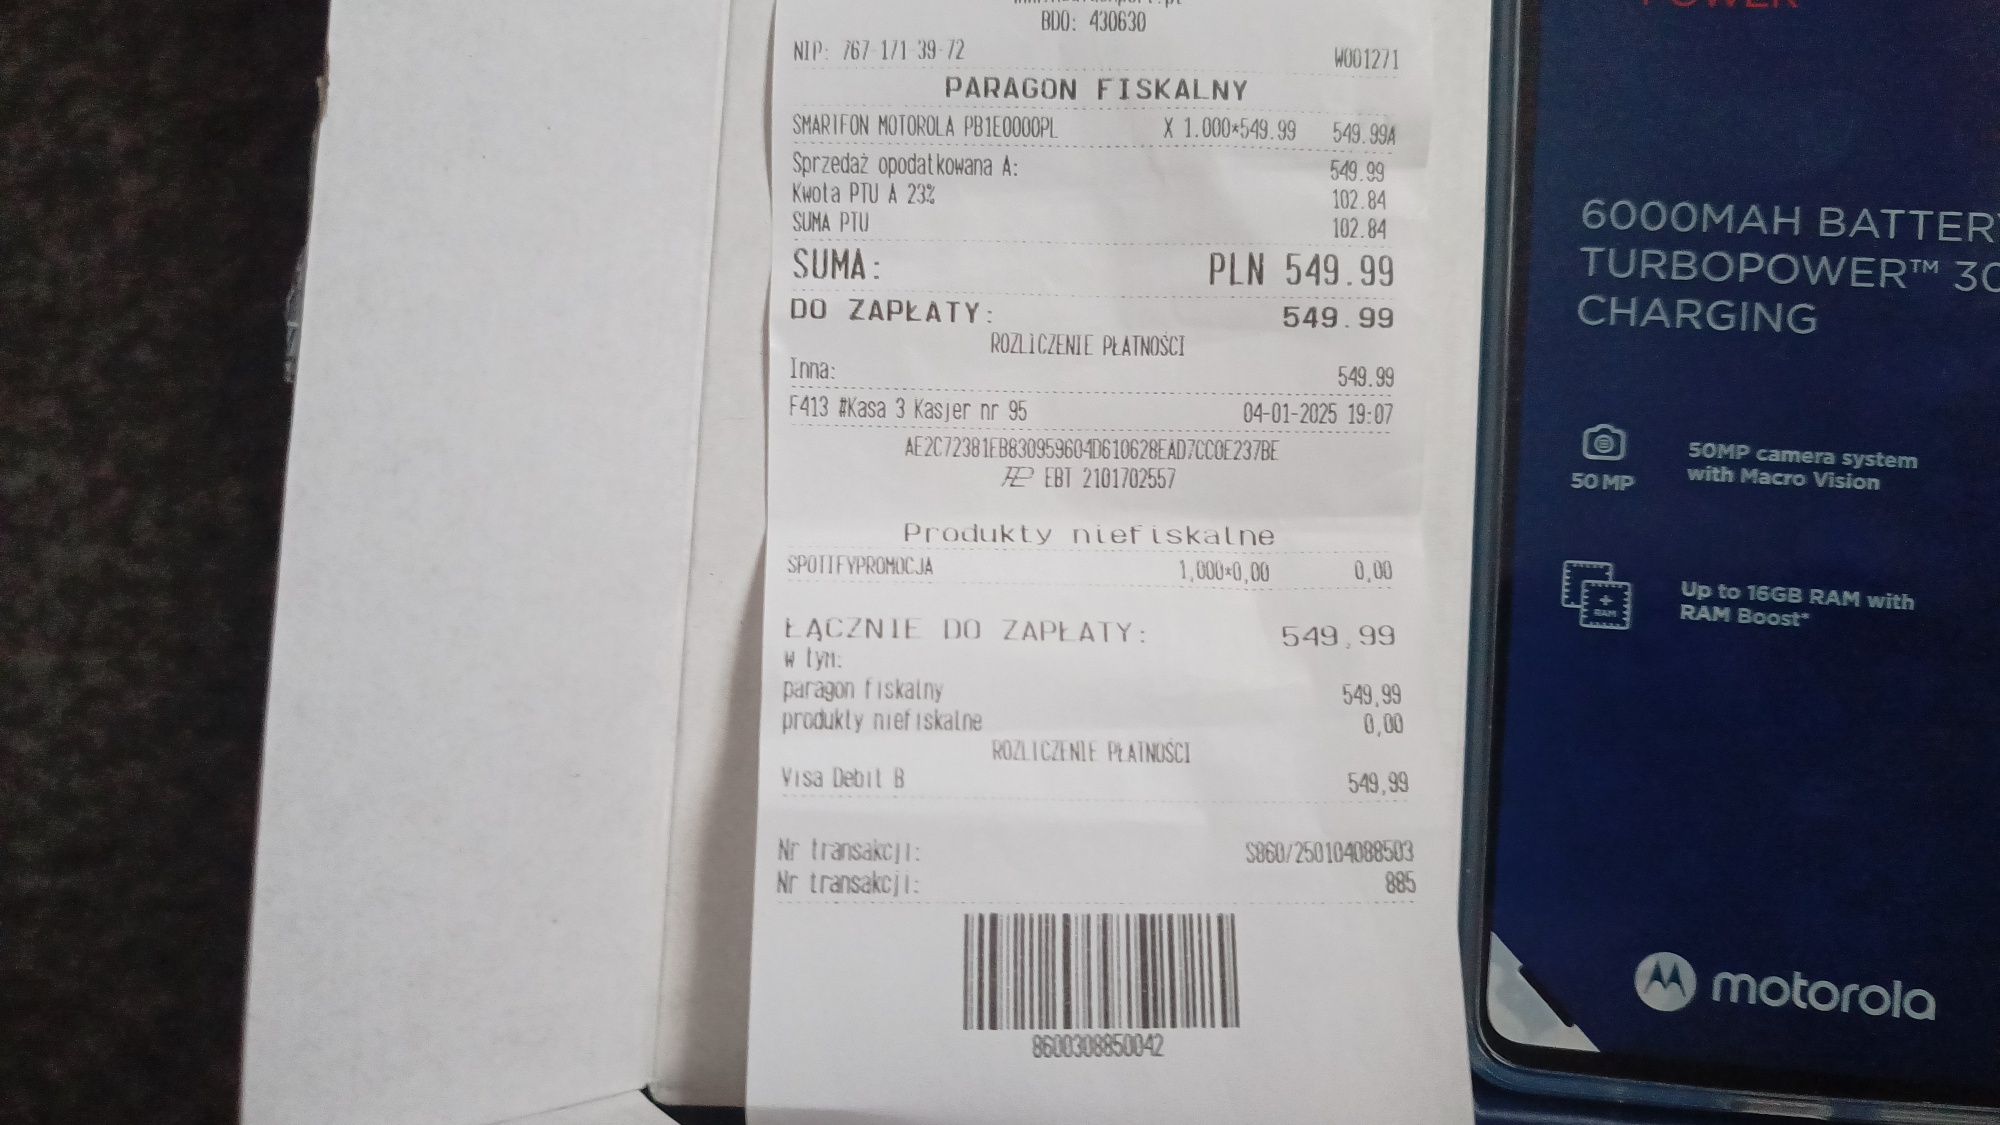 BDO: 430630
NIP: 767-171-39-72 W001271
PARAGON FISKALNY
SMARTFON MOTOROLA PB1E0000PL X 1.000*549.99 549.99A
Sprzedaż opodatkowana A: 549.99
Kwota PTU A 23% 102.84
SUMA PTU 102.84
SUMA: PLN 549.99
DO ZAPŁATY: 549.99
ROZLICZENIE PŁATNOŚCI
Inna: 549.99
F413 #Kasa 3 Kasjer nr 95 04-01-2025 19:07
AE2C72381EB830959604D610628EAD7CC0E237BE
EBT 2101702557
Produkty niefiskalne
SPOTIFYPROMOCJA 1,000*0,00 0,00
ŁĄCZNIE DO ZAPŁATY: 549,99
w tym:
paragon fiskalny 549,99
produkty niefiskalne 0,00
ROZLICZENIE PŁATNOŚCI
Visa Debit B 549,99
Nr transakcji: S860/250104088503
Nr transakcji: 885
8600308850042
POWER
6000MAH BATTERY
TURBOPOWER™ 30
CHARGING
50 MP
50MP camera system
with Macro Vision
RAM
Up to 16GB RAM with
RAM Boost*
motorola